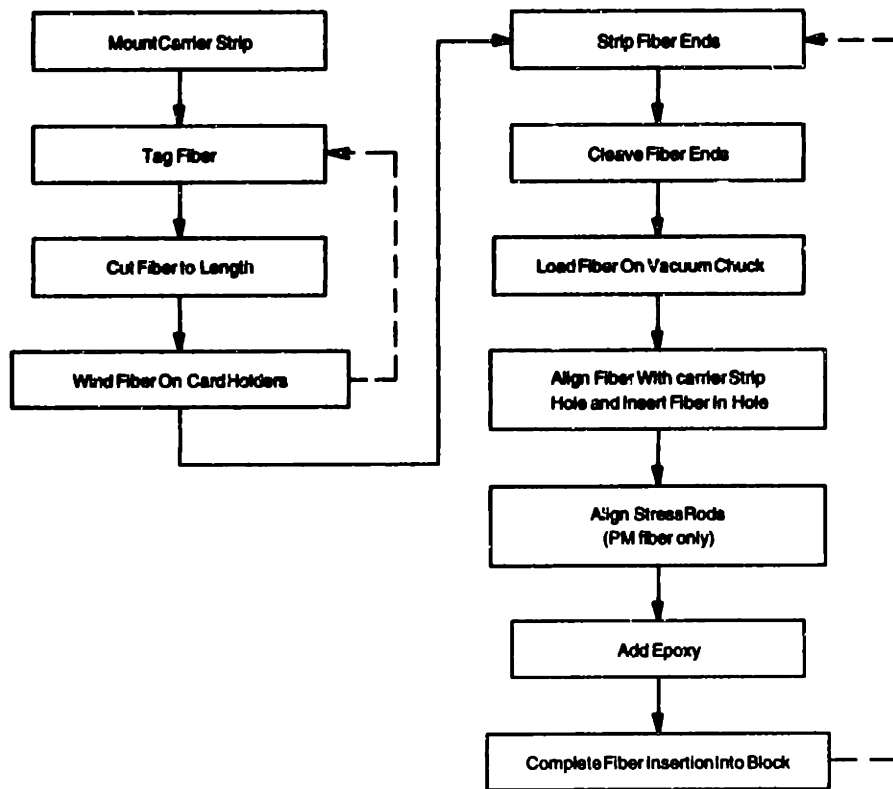 Mount Carrier Strip
Tag Fiber
Cut Fiber to Length
Wind Fiber On Card Holders
Strip Fiber Ends
Cleave Fiber Ends
Load Fiber On Vacuum Chuck
Align Fiber With carrier Strip
Hole and Insert Fiber In Hole
Align Stress Rods
(PM fiber only)
Add Epoxy
Complete Fiber Insertion Into Block